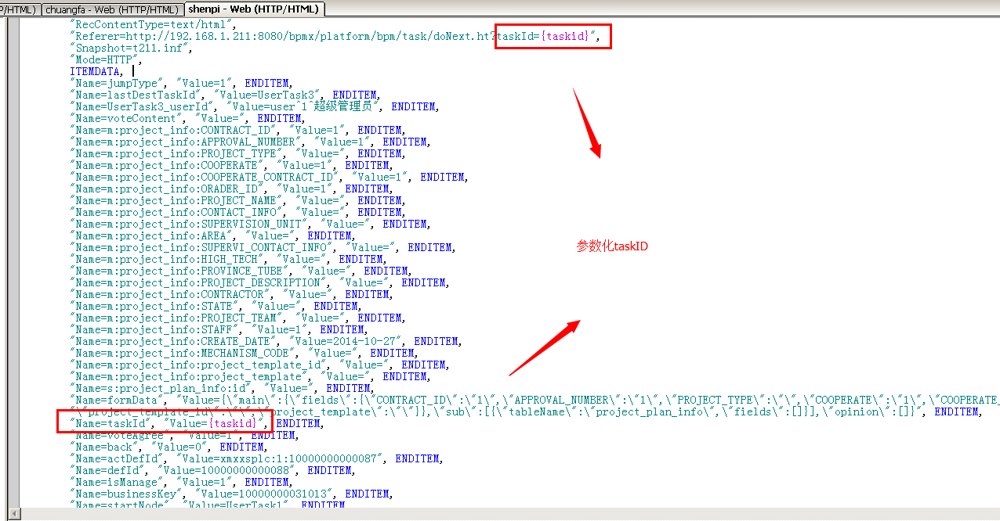 P/HTML) chuangfa - Web (HTTP/HTML) shenpi - Web (HTTP/HTML)
"RecContentType=text/html",
"Referer=http://192.168.1.211:8080/bpmx/platform/bpm/task/doNext.ht?taskId={taskid}",
"Snapshot=t211.inf",
"Mode=HTTP",
ITEMDATA,
"Name=jumpType", "Value=1", ENDITEM,
"Name=lastDestTaskId", "Value=UserTask3", ENDITEM,
"Name=UserTask3_userId", "Value=user^1^超级管理员", ENDITEM,
"Name=voteContent", "Value=", ENDITEM,
"Name=m:project_info:CONTRACT_ID", "Value=1", ENDITEM,
"Name=m:project_info:APPROVAL_NUMBER", "Value=1", ENDITEM,
"Name=m:project_info:PROJECT_TYPE", "Value=", ENDITEM,
"Name=m:project_info:COOPERATE", "Value=1", ENDITEM,
"Name=m:project_info:COOPERATE_CONTRACT_ID", "Value=1", ENDITEM,
"Name=m:project_info:ORADER_ID", "Value=1", ENDITEM,
"Name=m:project_info:PROJECT_NAME", "Value=", ENDITEM,
"Name=m:project_info:CONTACT_INFO", "Value=", ENDITEM,
"Name=m:project_info:SUPERVISION_UNIT", "Value=", ENDITEM,
"Name=m:project_info:AREA", "Value=", ENDITEM,
"Name=m:project_info:SUPERVI_CONTACT_INFO", "Value=", ENDITEM,
参数化taskID
"Name=m:project_info:HIGH_TECH", "Value=", ENDITEM,
"Name=m:project_info:PROVINCE_TUBE", "Value=", ENDITEM,
"Name=m:project_info:PROJECT_DESCRIPTION", "Value=", ENDITEM,
"Name=m:project_info:CONTRACTOR", "Value=", ENDITEM,
"Name=m:project_info:STATE", "Value=", ENDITEM,
"Name=m:project_info:PROJECT_TEAM", "Value=", ENDITEM,
"Name=m:project_info:STAFF", "Value=1", ENDITEM,
"Name=m:project_info:CREATE_DATE", "Value=2014-10-27", ENDITEM,
"Name=m:project_info:MECHANISM_CODE", "Value=", ENDITEM,
"Name=m:project_info:project_template_id", "Value=", ENDITEM,
"Name=m:project_info:project_template", "Value=", ENDITEM,
"Name=s:project_plan_info:id", "Value=", ENDITEM,
"Name=formData", "Value={\"main\":{\"fields\":{\"CONTRACT_ID\":\"1\",\"APPROVAL_NUMBER\":\"1\",\"PROJECT_TYPE\":\"\",\"COOPERATE\":\"1\",\"COOPERATE_
"\"project_template_id\":\"\",\"project_template\":\"\"}},\"sub\":[{\"tableName\":\"project_plan_info\",\"fields\":[]}],\"opinion\":[]}", ENDITEM,
"Name=taskId", "Value={taskid}", ENDITEM,
"Name=voteAgree", "Value=1", ENDITEM,
"Name=back", "Value=0", ENDITEM,
"Name=actDefId", "Value=xmxxsplc:1:10000000000087", ENDITEM,
"Name=defId", "Value=10000000000088", ENDITEM,
"Name=isManage", "Value=1", ENDITEM,
"Name=businessKey", "Value=10000000031013", ENDITEM,
"Name=startNode", "Value=UserTask1", ENDITEM,